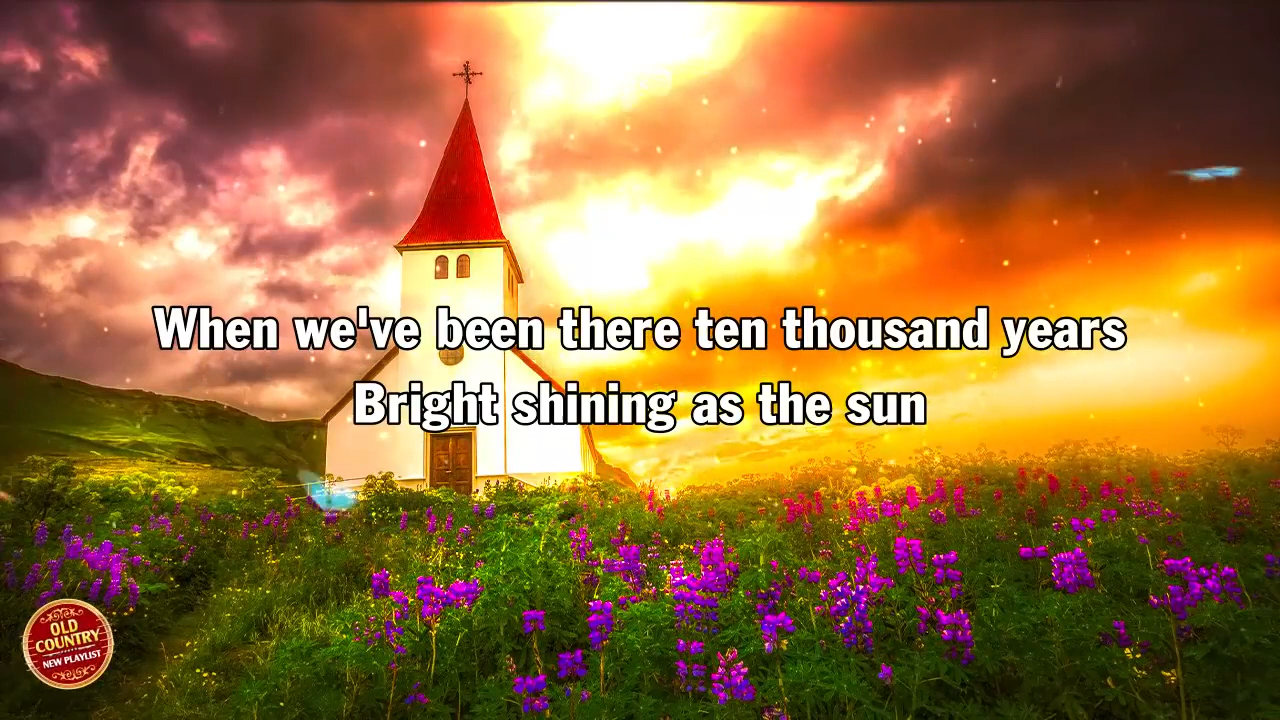 When we've been there ten thousand years
Bright shining as the sun
OLD
COUNTRY
NEW PLAYLIST